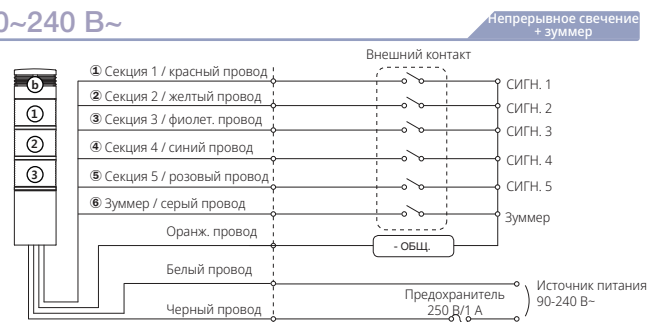 0~240 В~
Непрерывное свечение
+ зуммер
Внешний контакт
b
1
2
3
① Секция 1 / красный провод
СИГН. 1
② Секция 2 / желтый провод
СИГН. 2
③ Секция 3 / фиолет. провод
СИГН. 3
④ Секция 4 / синий провод
СИГН. 4
⑤ Секция 5 / розовый провод
СИГН. 5
⑥ Зуммер / серый провод
Зуммер
Оранж. провод
- ОБЩ.
Белый провод
Источник питания
90-240 В~
Предохранитель
250 В/1 А
Черный провод